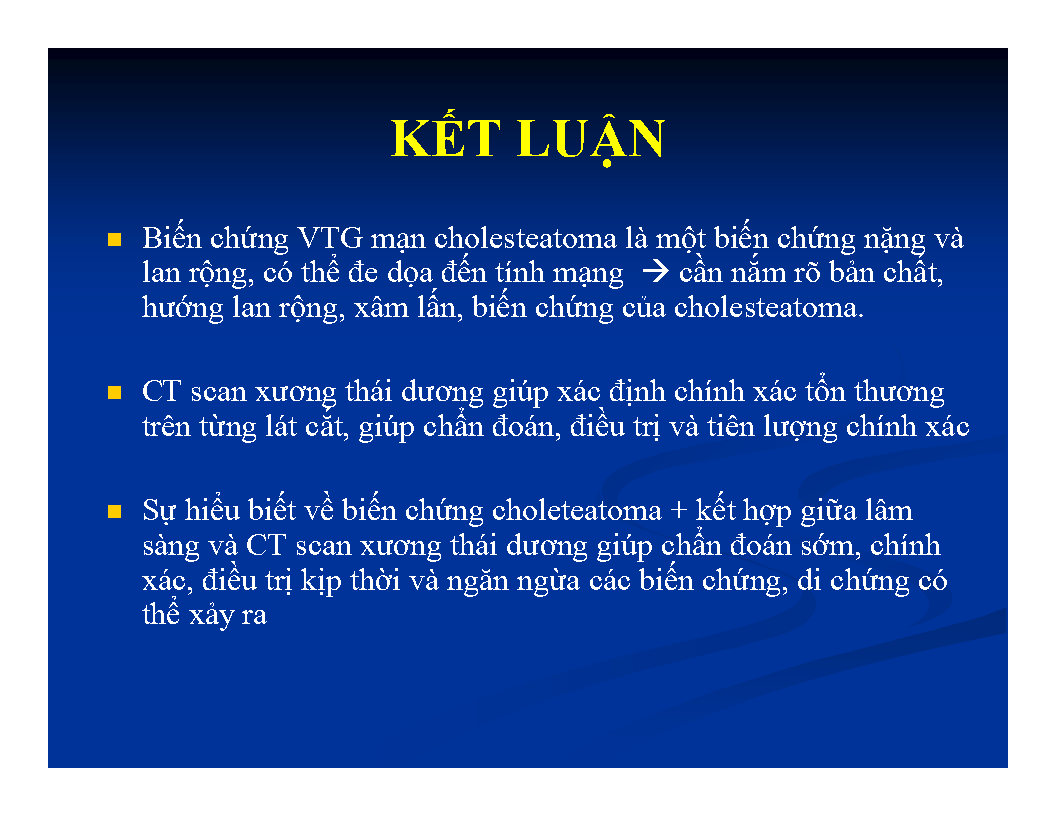 KẾT LUẬN
Biến chứng VTG mạn cholesteatoma là một biến chứng nặng và
lan rộng, có thể đe dọa đến tính mạng → cần nắm rõ bản chất,
hướng lan rộng, xâm lấn, biến chứng của cholesteatoma.
CT scan xương thái dương giúp xác định chính xác tổn thương
trên từng lát cắt, giúp chẩn đoán, điều trị và tiên lượng chính xác
Sự hiểu biết về biến chứng choleteatoma + kết hợp giữa lâm
sàng và CT scan xương thái dương giúp chẩn đoán sớm, chính
xác, điều trị kịp thời và ngăn ngừa các biến chứng, di chứng có
thể xảy ra